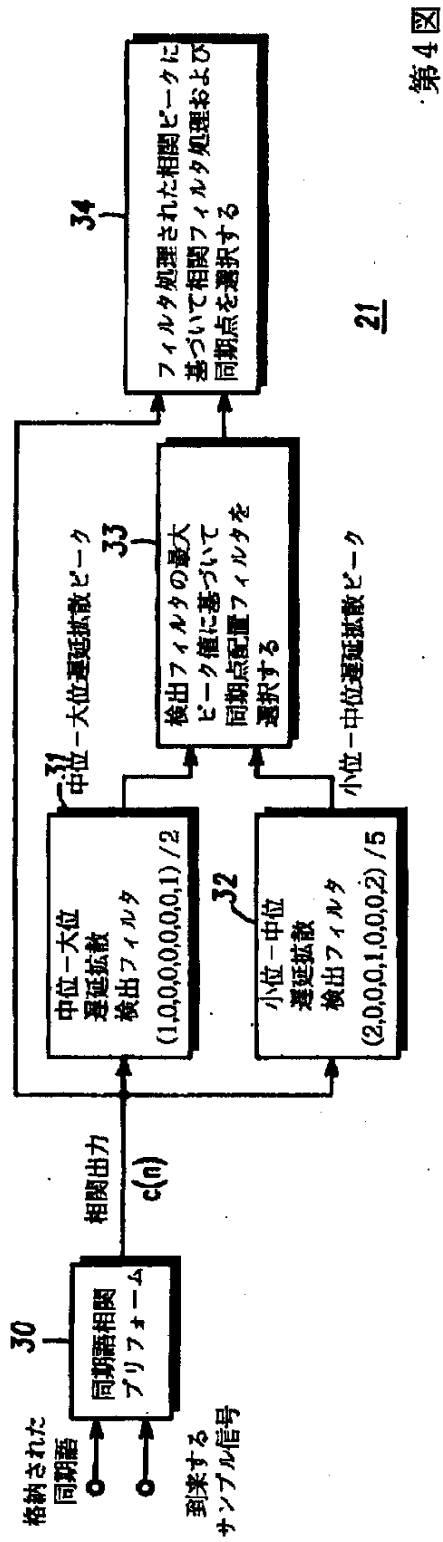 格納された
同期語
到来する
サンプル信号
30
同期語相関
プリフォーム
相関出力
c(n)
31
中位−大位
遅延拡散
検出フィルタ
(1,0,0,0,0,0,0,0,1)/2
中位−大位遅延拡散ピーク
32
小位−中位
遅延拡散
検出フィルタ
(2,0,0,0,1,0,0,0,2)/5
小位−中位遅延拡散ピーク
33
検出フィルタの最大
ピーク値に基づいて
同期点配置フィルタを
選択する
34
フィルタ処理された相関ピークに
基づいて相関フィルタ処理および
同期点を選択する
21
第4図